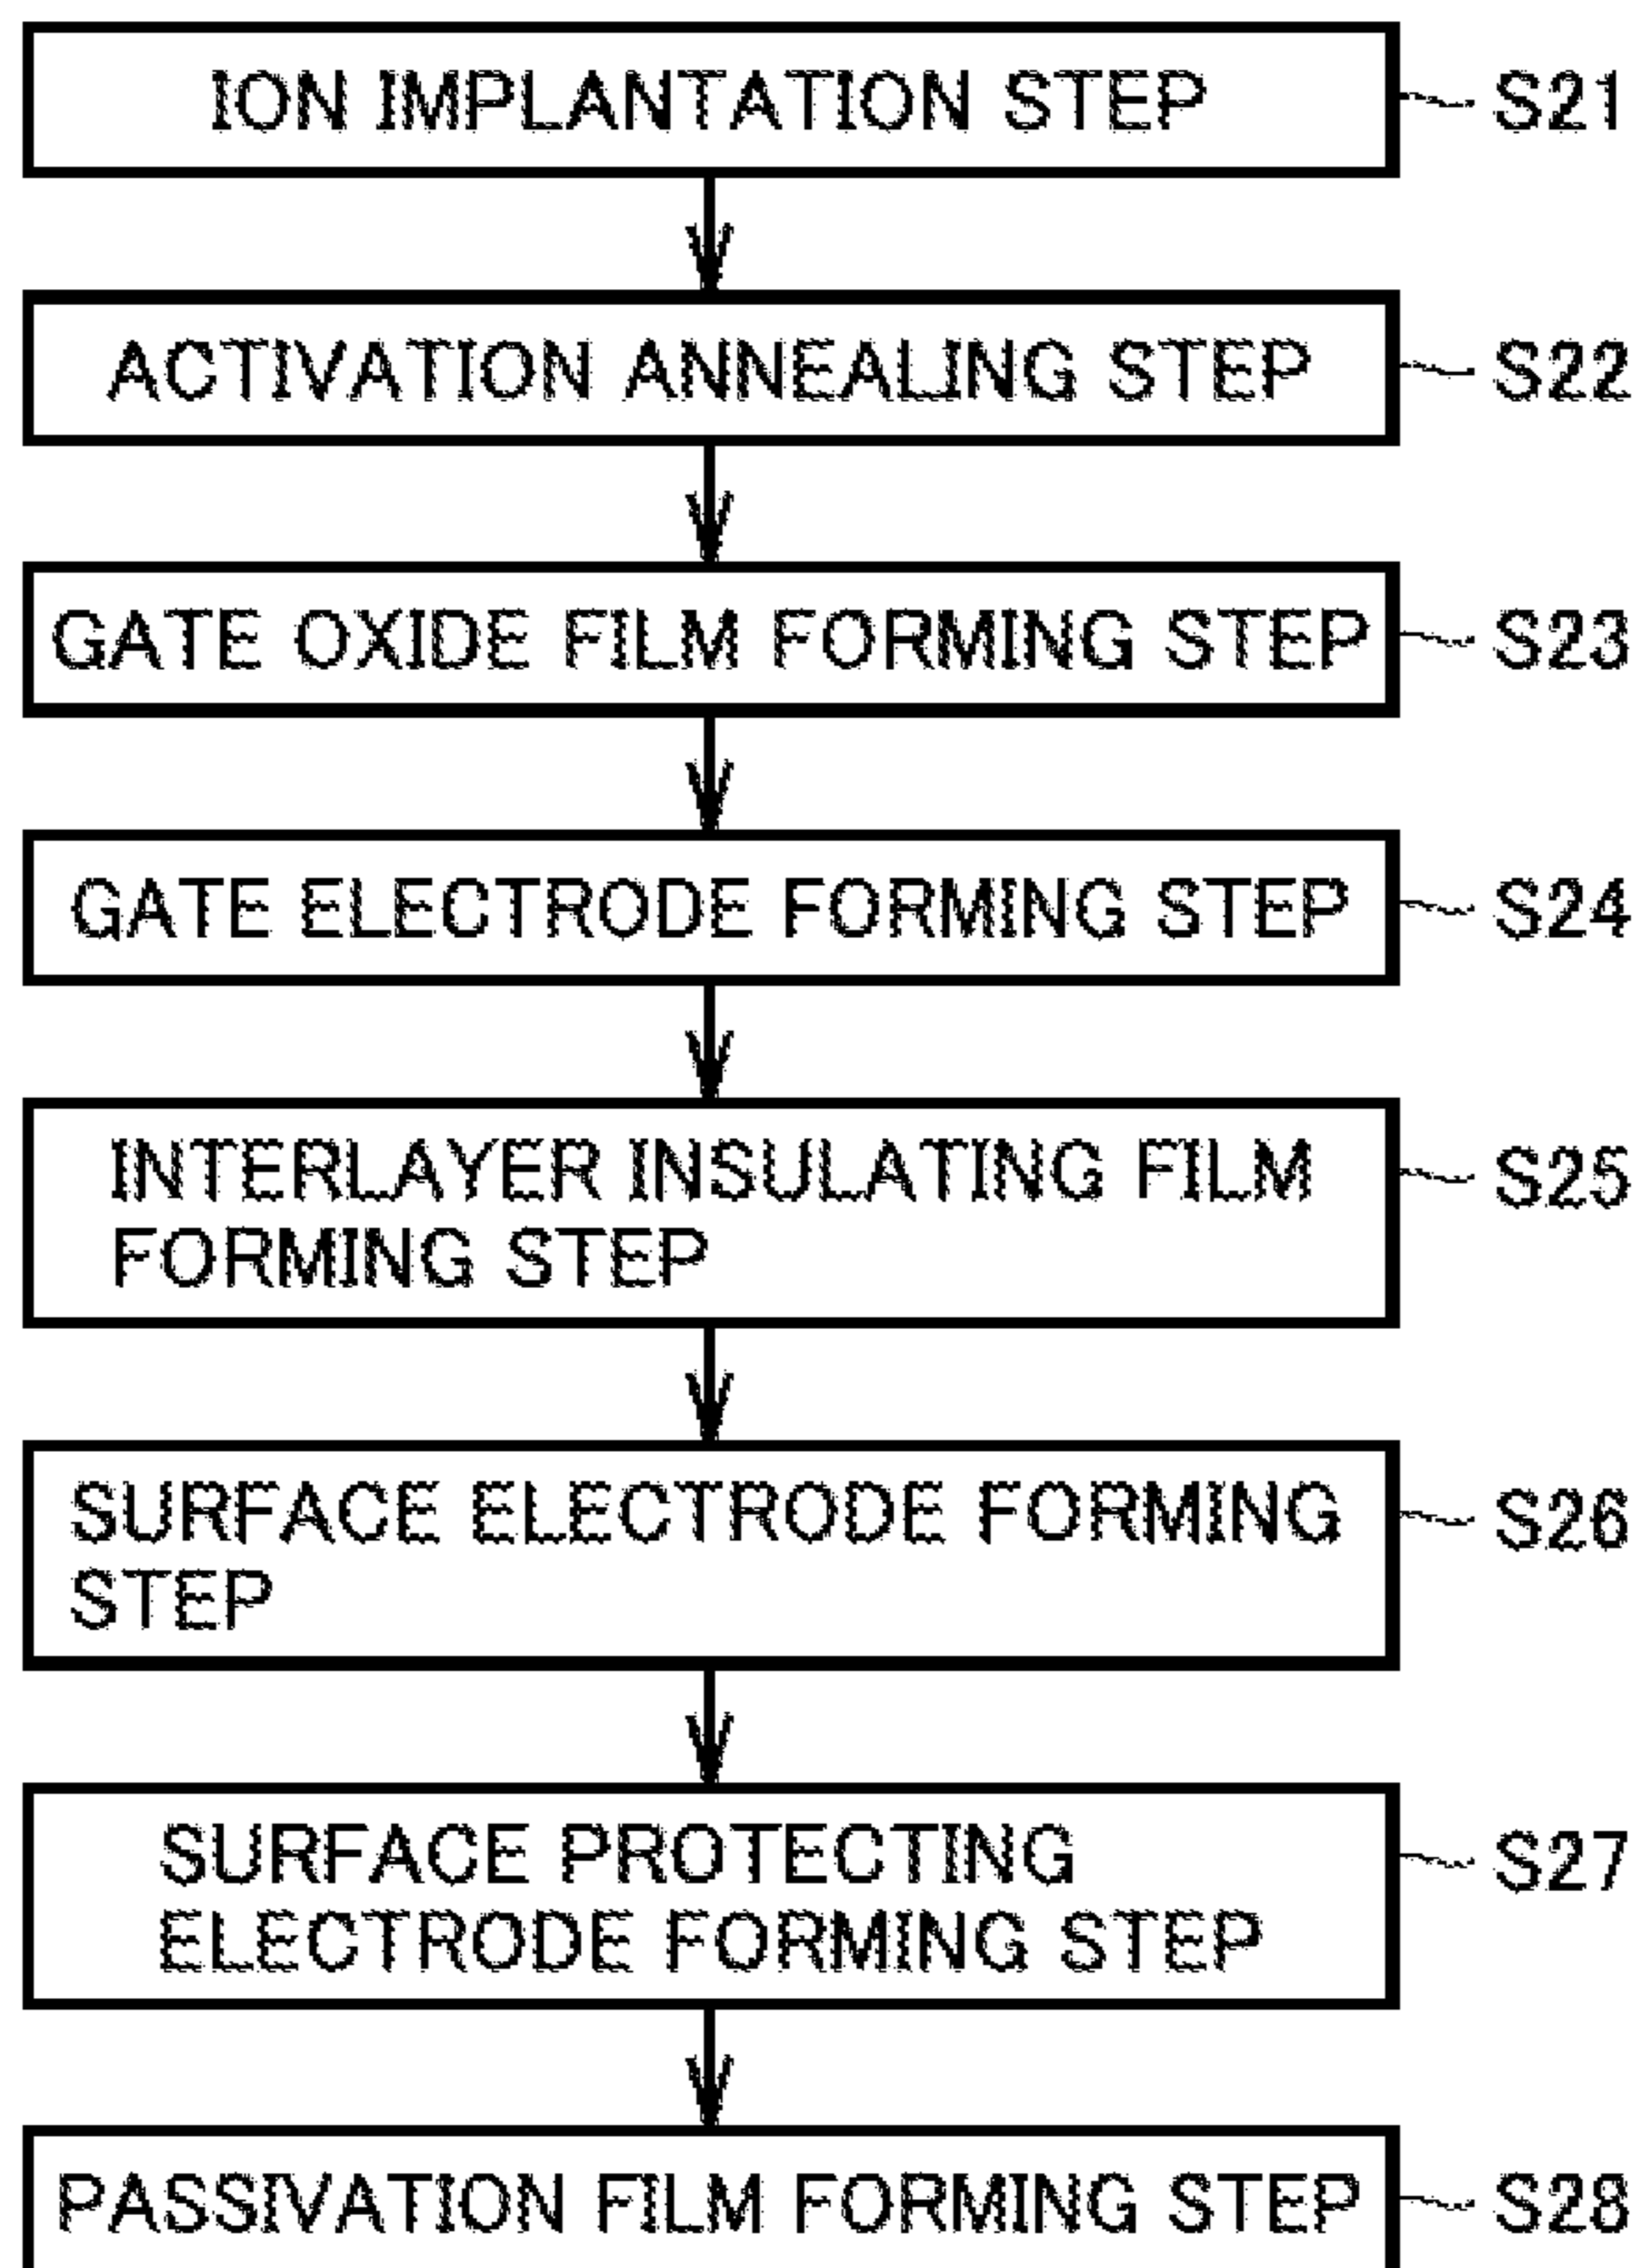 ION IMPLANTATION STEP S21
ACTIVATION ANNEALING STEP S22
GATE OXIDE FILM FORMING STEP S23
GATE ELECTRODE FORMING STEP S24
INTERLAYER INSULATING FILM S25
FORMING STEP
SURFACE ELECTRODE FORMING S26
STEP
SURFACE PROTECTING S27
ELECTRODE FORMING STEP
PASSIVATION FILM FORMING STEP S28